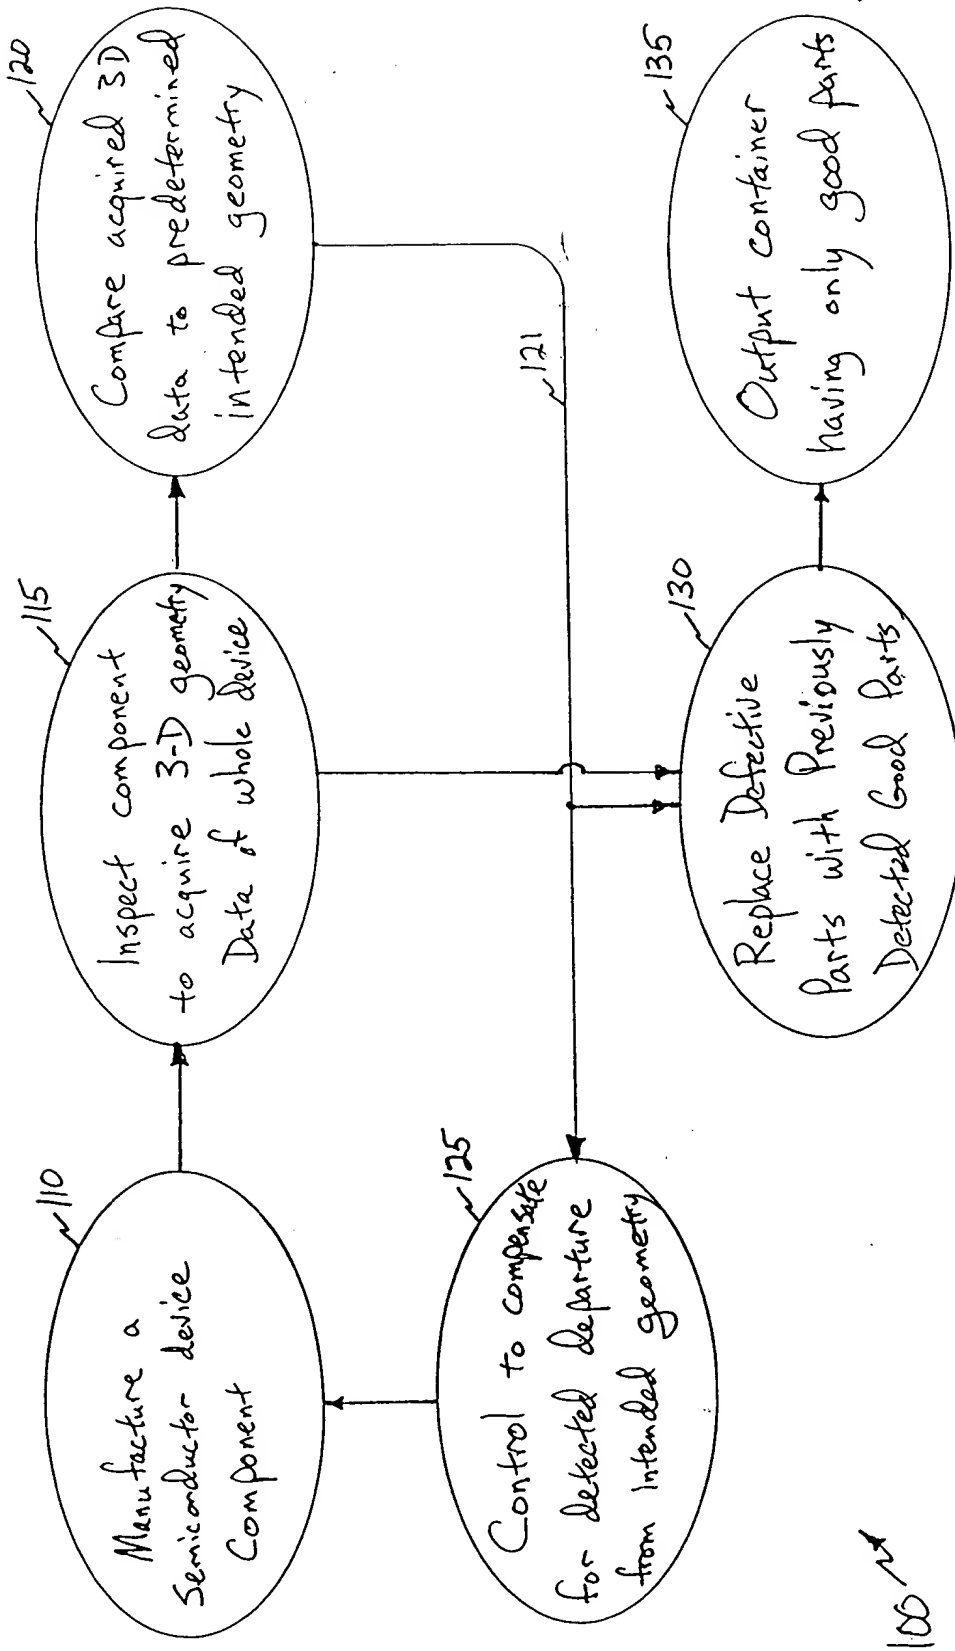 110
Manufacture a
Semiconductor device
Component
115
Inspect component
to acquire 3-D geometry
Data of whole device
120
Compare acquired 3D
data to predetermined
intended geometry
121
125
Control to compensate
for detected departure
from intended geometry
130
Replace Defective
Parts with Previously
Detected Good Parts
135
Output container
having only good parts
100